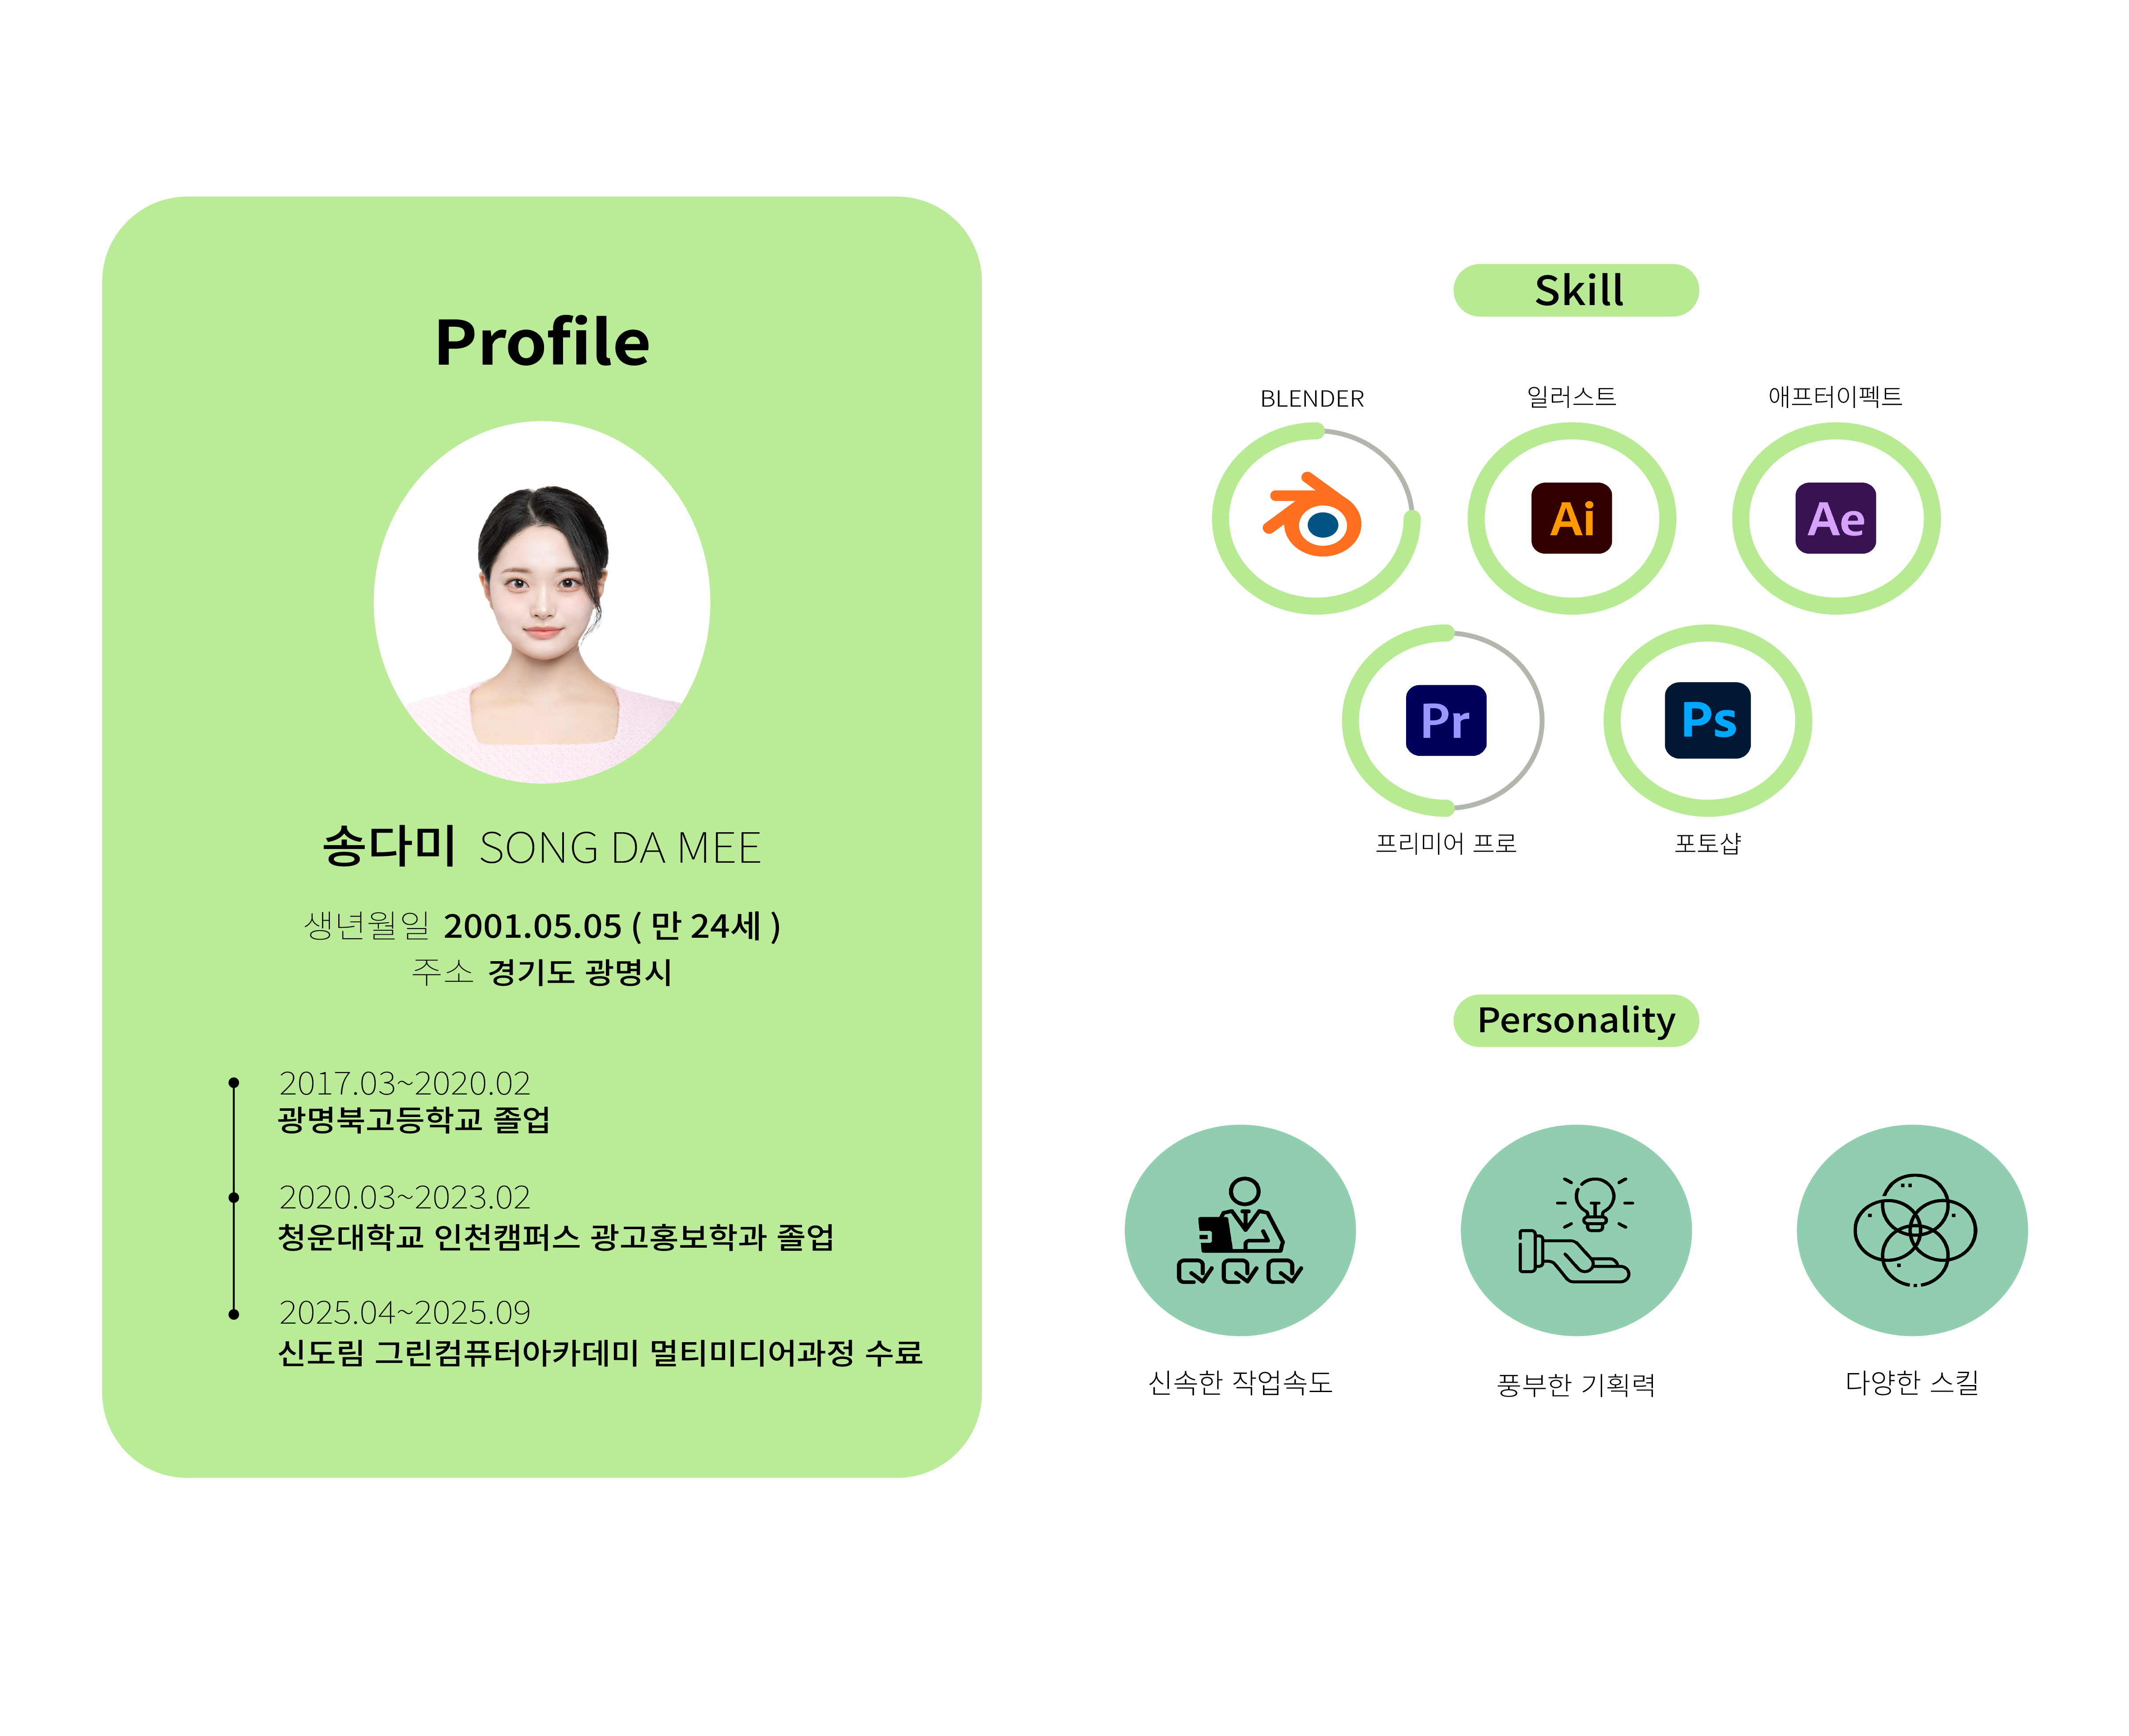 Profile
송다미 SONG DA MEE
생년월일 2001.05.05 ( 만 24세 )
주소 경기도 광명시
2017.03~2020.02
광명북고등학교 졸업
2020.03~2023.02
청운대학교 인천캠퍼스 광고홍보학과 졸업
2025.04~2025.09
신도림 그린컴퓨터아카데미 멀티미디어과정 수료
Skill
BLENDER 일러스트 애프터이펙트
Ai Ae
Pr Ps
프리미어 프로 포토샵
Personality
신속한 작업속도 풍부한 기획력 다양한 스킬